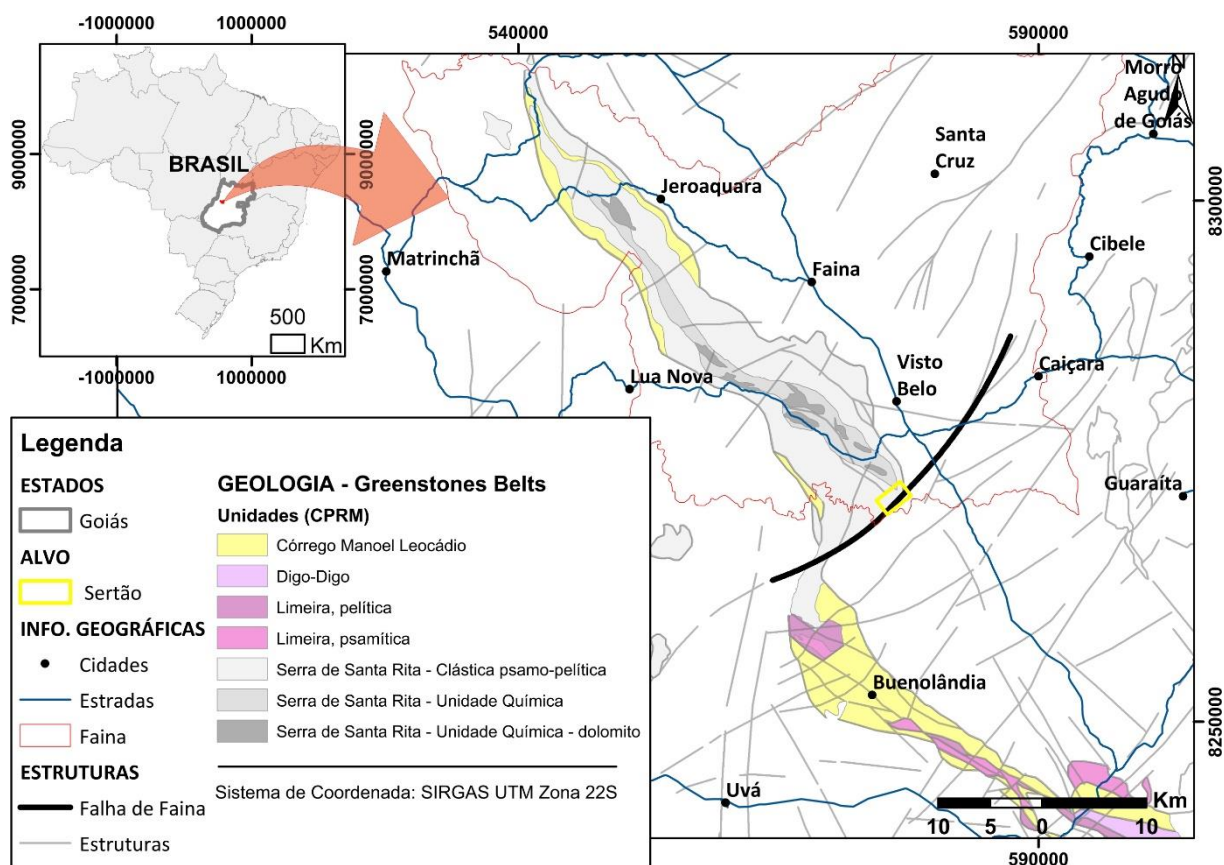 -1000000
1000000
540000
590000
BRASIL
9000000
7000000
9000000
7000000
500
Km
-1000000
1000000
N
Morro
Agudo
de Goiás
Santa
Cruz
Jeroaquara
8300000
Cibele
Matrinchã
Faina
Visto
Belo
Caiçara
Lua Nova
Guaraíta
Buenolândia
8250000
Uvá
Km
10 5 0 10
590000
Legenda
ESTADOS
Goiás
ALVO
Sertão
INFO. GEOGRÁFICAS
Cidades
Estradas
Faina
ESTRUTURAS
Falha de Faina
Estruturas
GEOLOGIA - Greenstones Belts
Unidades (CPRM)
Córrego Manoel Leocádio
Digo-Digo
Limeira, pelítica
Limeira, psamítica
Serra de Santa Rita - Clástica psamo-pelítica
Serra de Santa Rita - Unidade Química
Serra de Santa Rita - Unidade Química - dolomito
Sistema de Coordenada: SIRGAS UTM Zona 22S